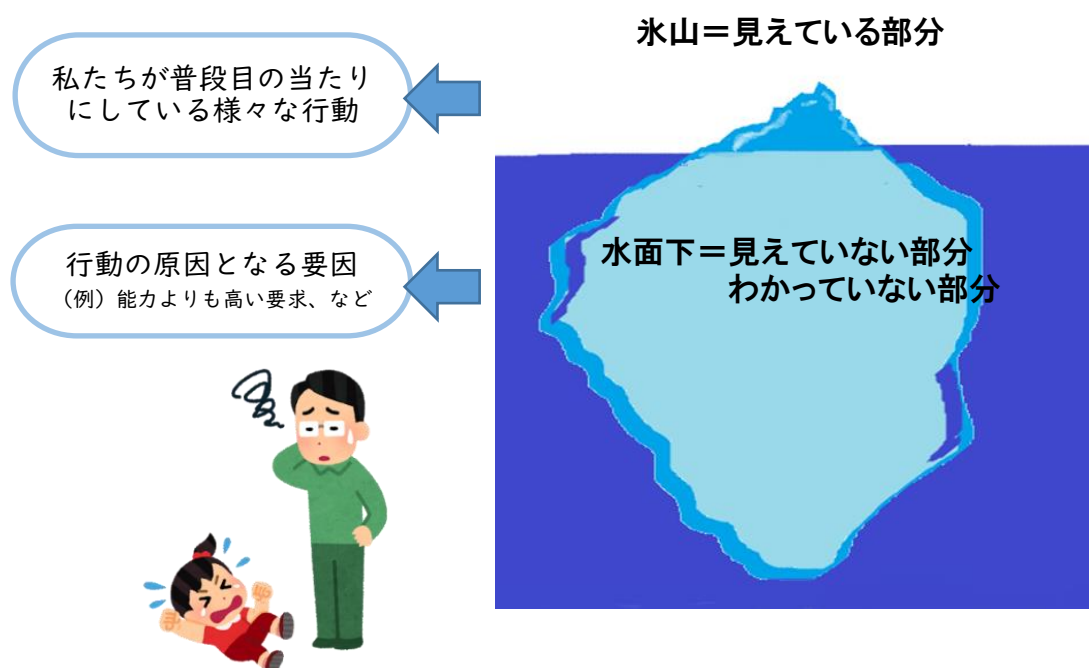 氷山＝見えている部分
私たちが普段目の当たり
にしている様々な行動
水面下＝見えていない部分
わかっていない部分
行動の原因となる要因
（例）能力よりも高い要求、など